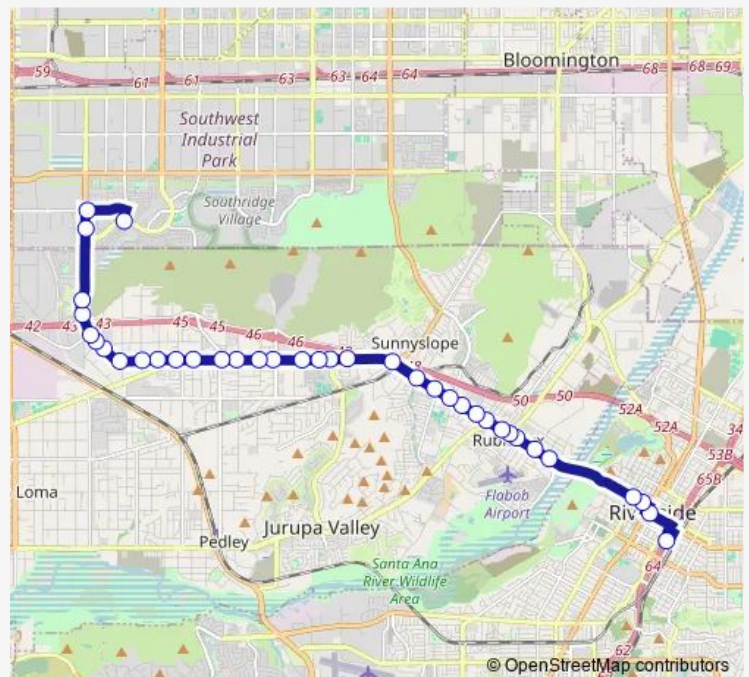 Bloomington
59
61
61
63
63
64
64
68
68
69
Southwest
Industrial
Park
Southridge
Village
42
43
43
45
45
46
46
Sunnyslope
48
50
50
52A
52A
34
53B
65B
Flabob
Airport
Loma
Jurupa Valley
Pedley
64
Santa Ana
River Wildlife
Area
62
© OpenStreetMap contributors